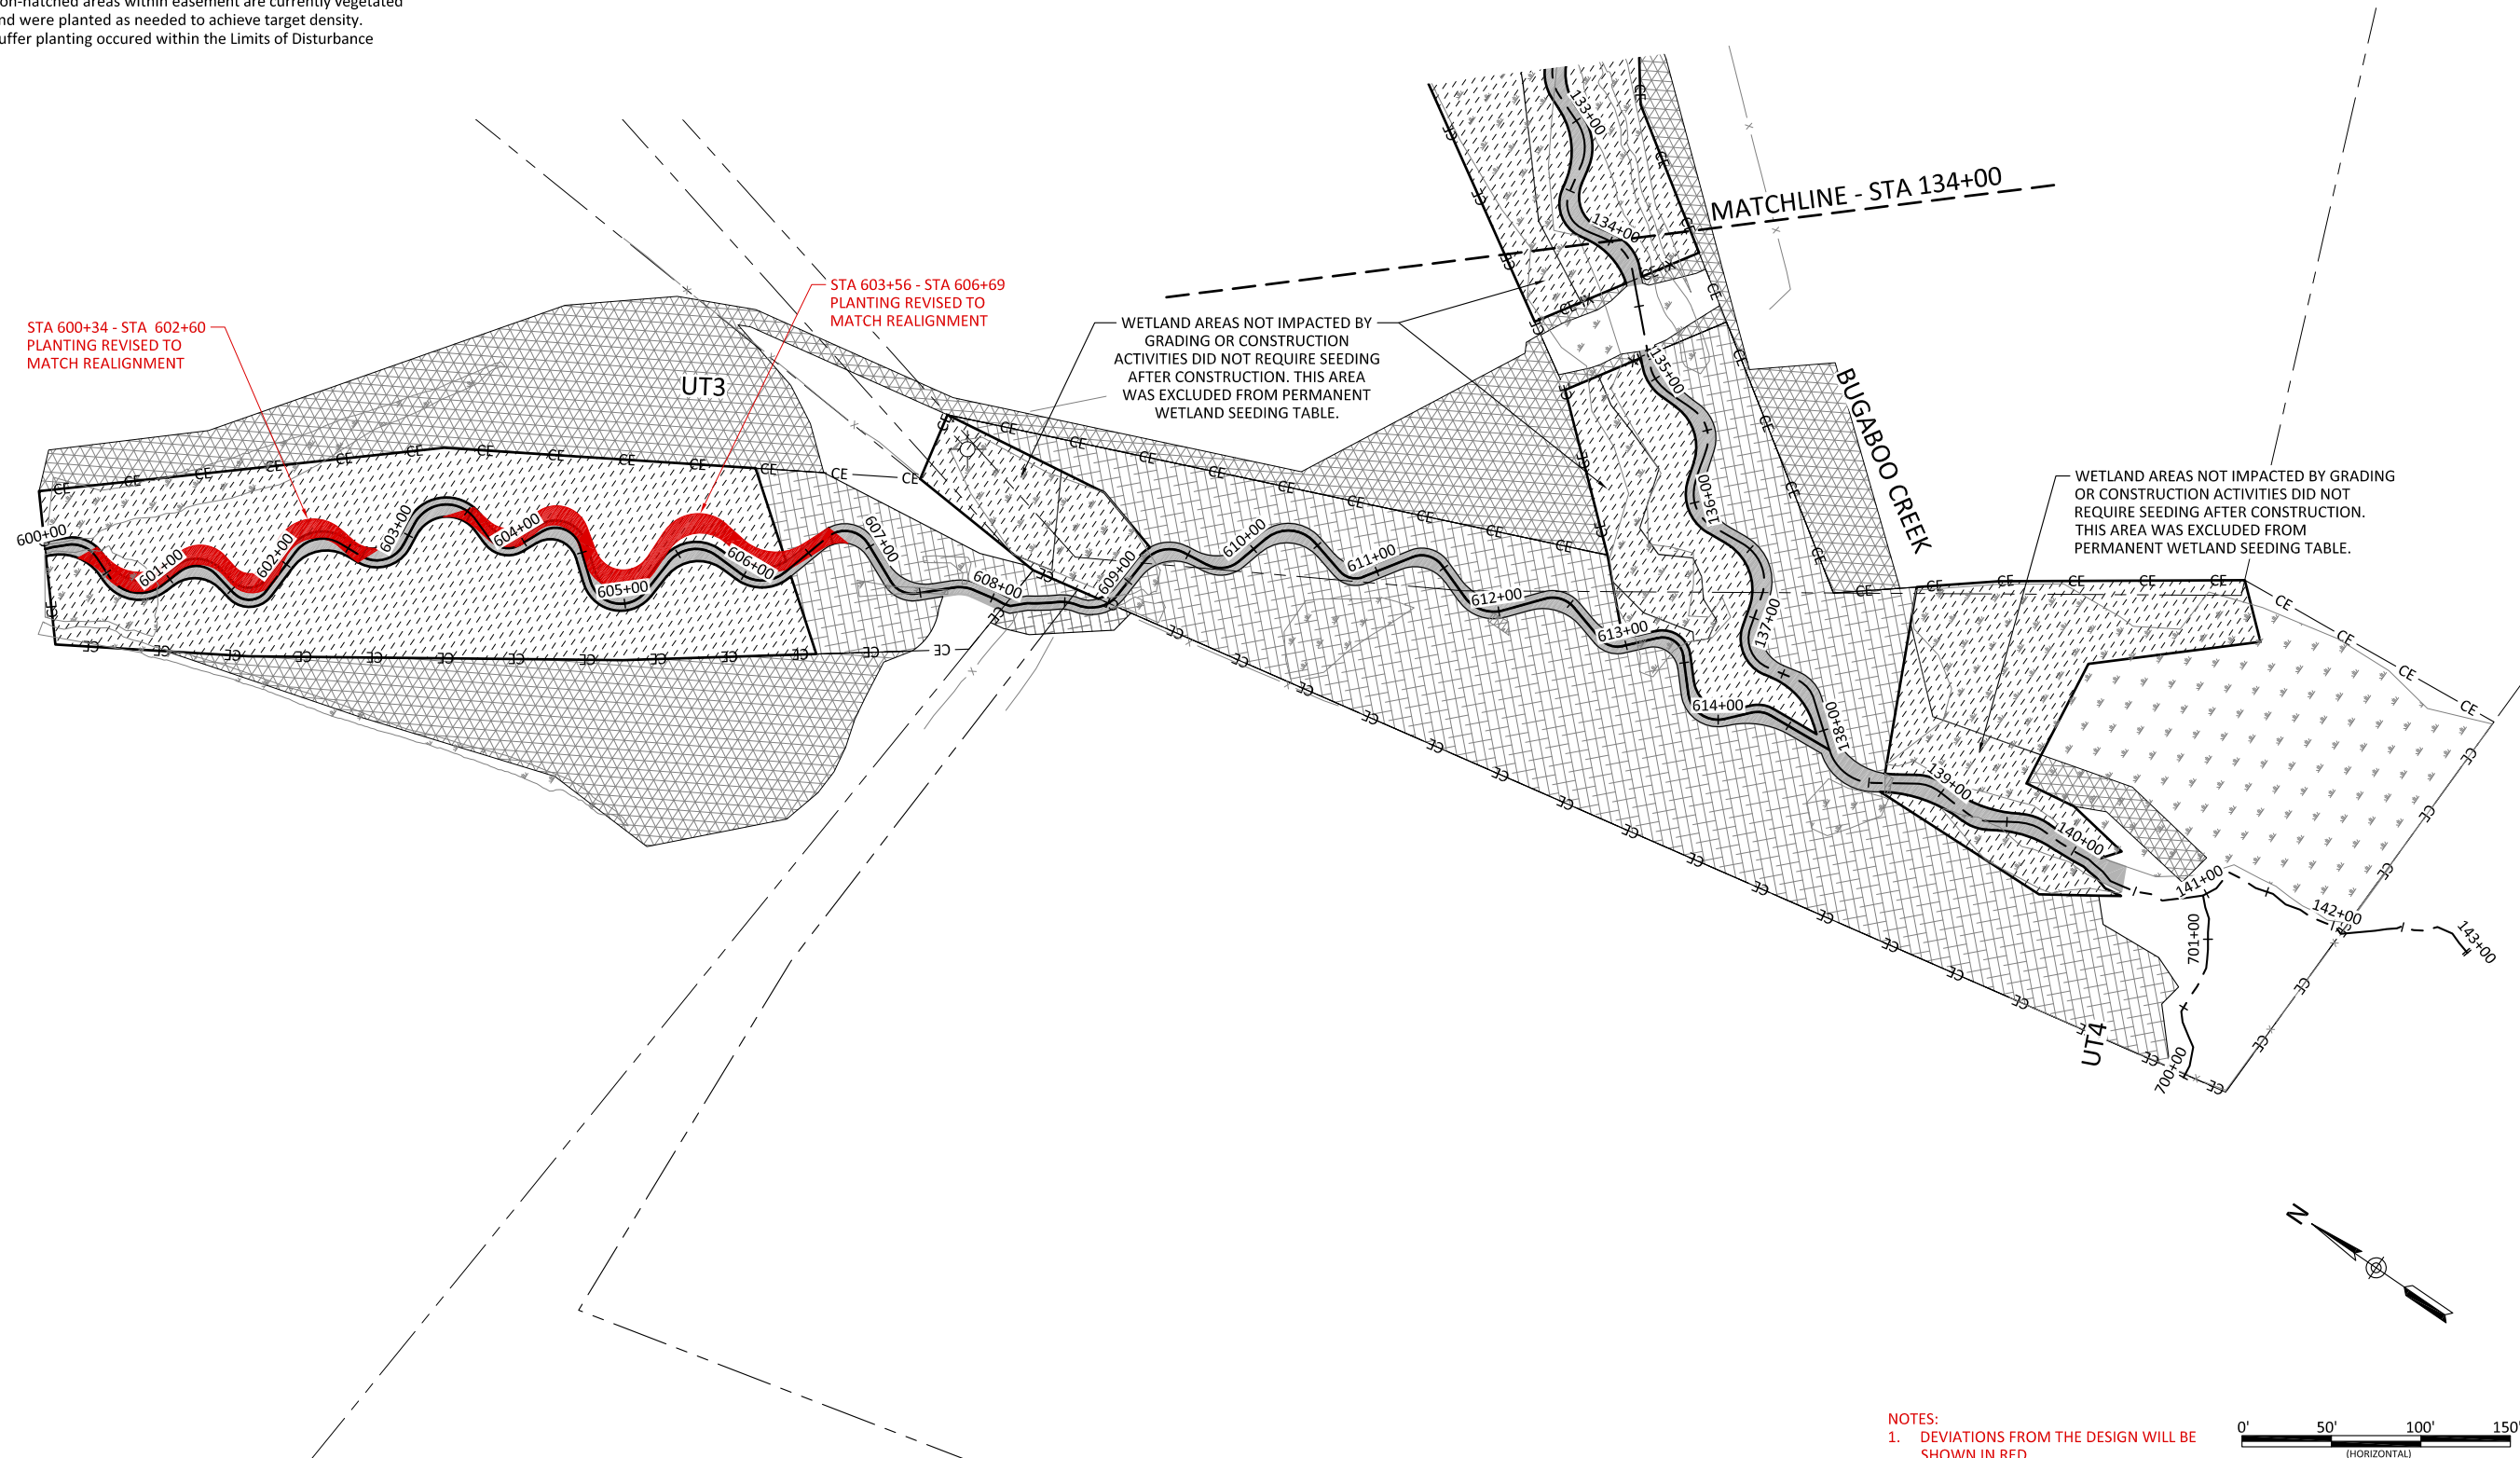 on-hatched areas within easement are currently vegetated
nd were planted as needed to achieve target density.
uffer planting occured within the Limits of Disturbance
STA 600+34 - STA 602+60
PLANTING REVISED TO
MATCH REALIGNMENT
UT3
STA 603+56 - STA 606+69
PLANTING REVISED TO
MATCH REALIGNMENT
WETLAND AREAS NOT IMPACTED BY
GRADING OR CONSTRUCTION
ACTIVITIES DID NOT REQUIRE SEEDING
AFTER CONSTRUCTION. THIS AREA
WAS EXCLUDED FROM PERMANENT
WETLAND SEEDING TABLE.
MATCHLINE - STA 134+00
BUGABOO CREEK
WETLAND AREAS NOT IMPACTED BY GRADING
OR CONSTRUCTION ACTIVITIES DID NOT
REQUIRE SEEDING AFTER CONSTRUCTION.
THIS AREA WAS EXCLUDED FROM
PERMANENT WETLAND SEEDING TABLE.
600+00
601+00
602+00
603+00
604+00
605+00
606+00
607+00
608+00
609+00
610+00
611+00
612+00
613+00
614+00
133+00
134+00
135+00
136+00
137+00
138+00
139+00
140+00
141+00
142+00
143+00
701+00
700+00
UT4
CE
N
NOTES:
1. DEVIATIONS FROM THE DESIGN WILL BE
SHOWN IN RED
0' 50' 100' 150'
(HORIZONTAL)